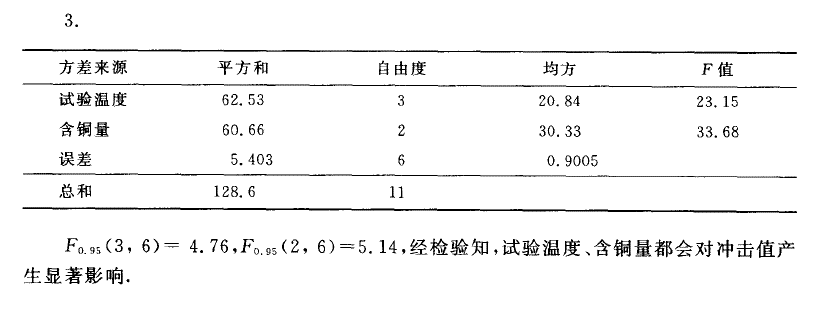 3.
方差来源 平方和 自由度 均方 F 值
试验温度 62.53 3 20.84 23.15
含铜量 60.66 2 30.33 33.68
误差 5.403 6 0.9005
总和 128.6 11
F₀.₉₅(3, 6)= 4.76,F₀.₉₅(2, 6)=5.14,经检验知,试验温度、含铜量都会对冲击值产
生显著影响.